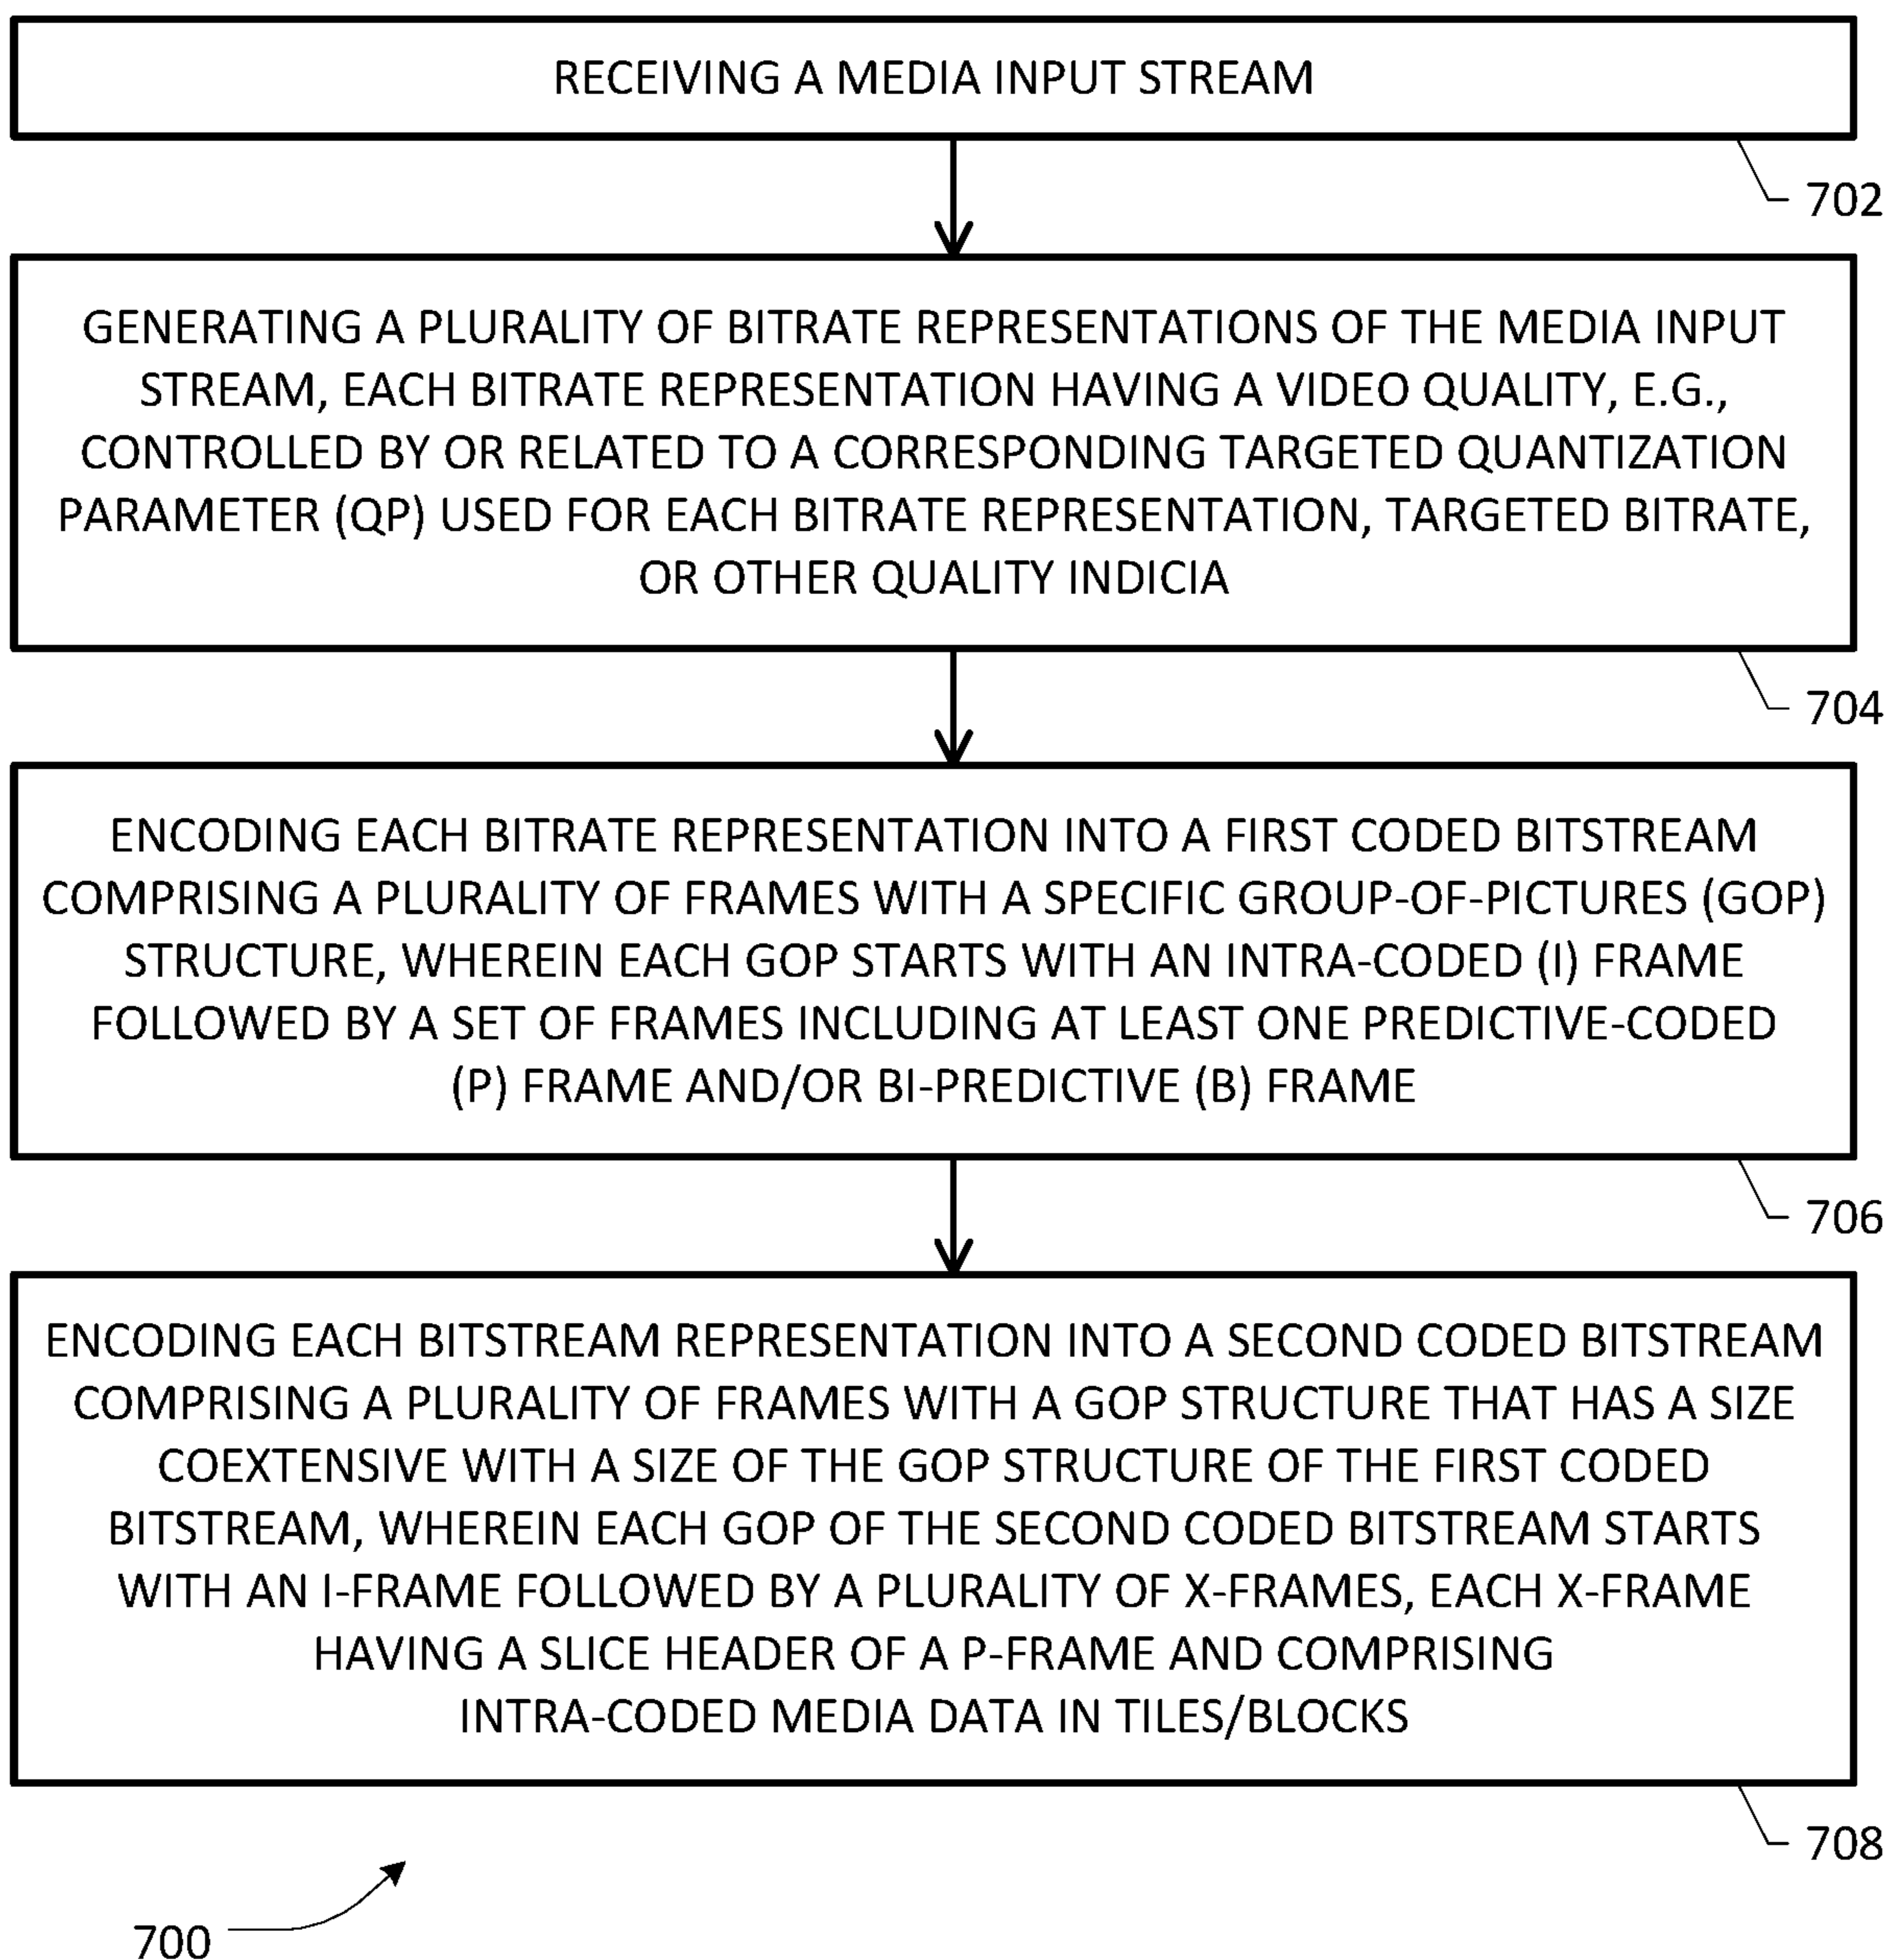 RECEIVING A MEDIA INPUT STREAM
702
GENERATING A PLURALITY OF BITRATE REPRESENTATIONS OF THE MEDIA INPUT
STREAM, EACH BITRATE REPRESENTATION HAVING A VIDEO QUALITY, E.G.,
CONTROLLED BY OR RELATED TO A CORRESPONDING TARGETED QUANTIZATION
PARAMETER (QP) USED FOR EACH BITRATE REPRESENTATION, TARGETED BITRATE,
OR OTHER QUALITY INDICIA
704
ENCODING EACH BITRATE REPRESENTATION INTO A FIRST CODED BITSTREAM
COMPRISING A PLURALITY OF FRAMES WITH A SPECIFIC GROUP-OF-PICTURES (GOP)
STRUCTURE, WHEREIN EACH GOP STARTS WITH AN INTRA-CODED (I) FRAME
FOLLOWED BY A SET OF FRAMES INCLUDING AT LEAST ONE PREDICTIVE-CODED
(P) FRAME AND/OR BI-PREDICTIVE (B) FRAME
706
ENCODING EACH BITSTREAM REPRESENTATION INTO A SECOND CODED BITSTREAM
COMPRISING A PLURALITY OF FRAMES WITH A GOP STRUCTURE THAT HAS A SIZE
COEXTENSIVE WITH A SIZE OF THE GOP STRUCTURE OF THE FIRST CODED
BITSTREAM, WHEREIN EACH GOP OF THE SECOND CODED BITSTREAM STARTS
WITH AN I-FRAME FOLLOWED BY A PLURALITY OF X-FRAMES, EACH X-FRAME
HAVING A SLICE HEADER OF A P-FRAME AND COMPRISING
INTRA-CODED MEDIA DATA IN TILES/BLOCKS
708
700